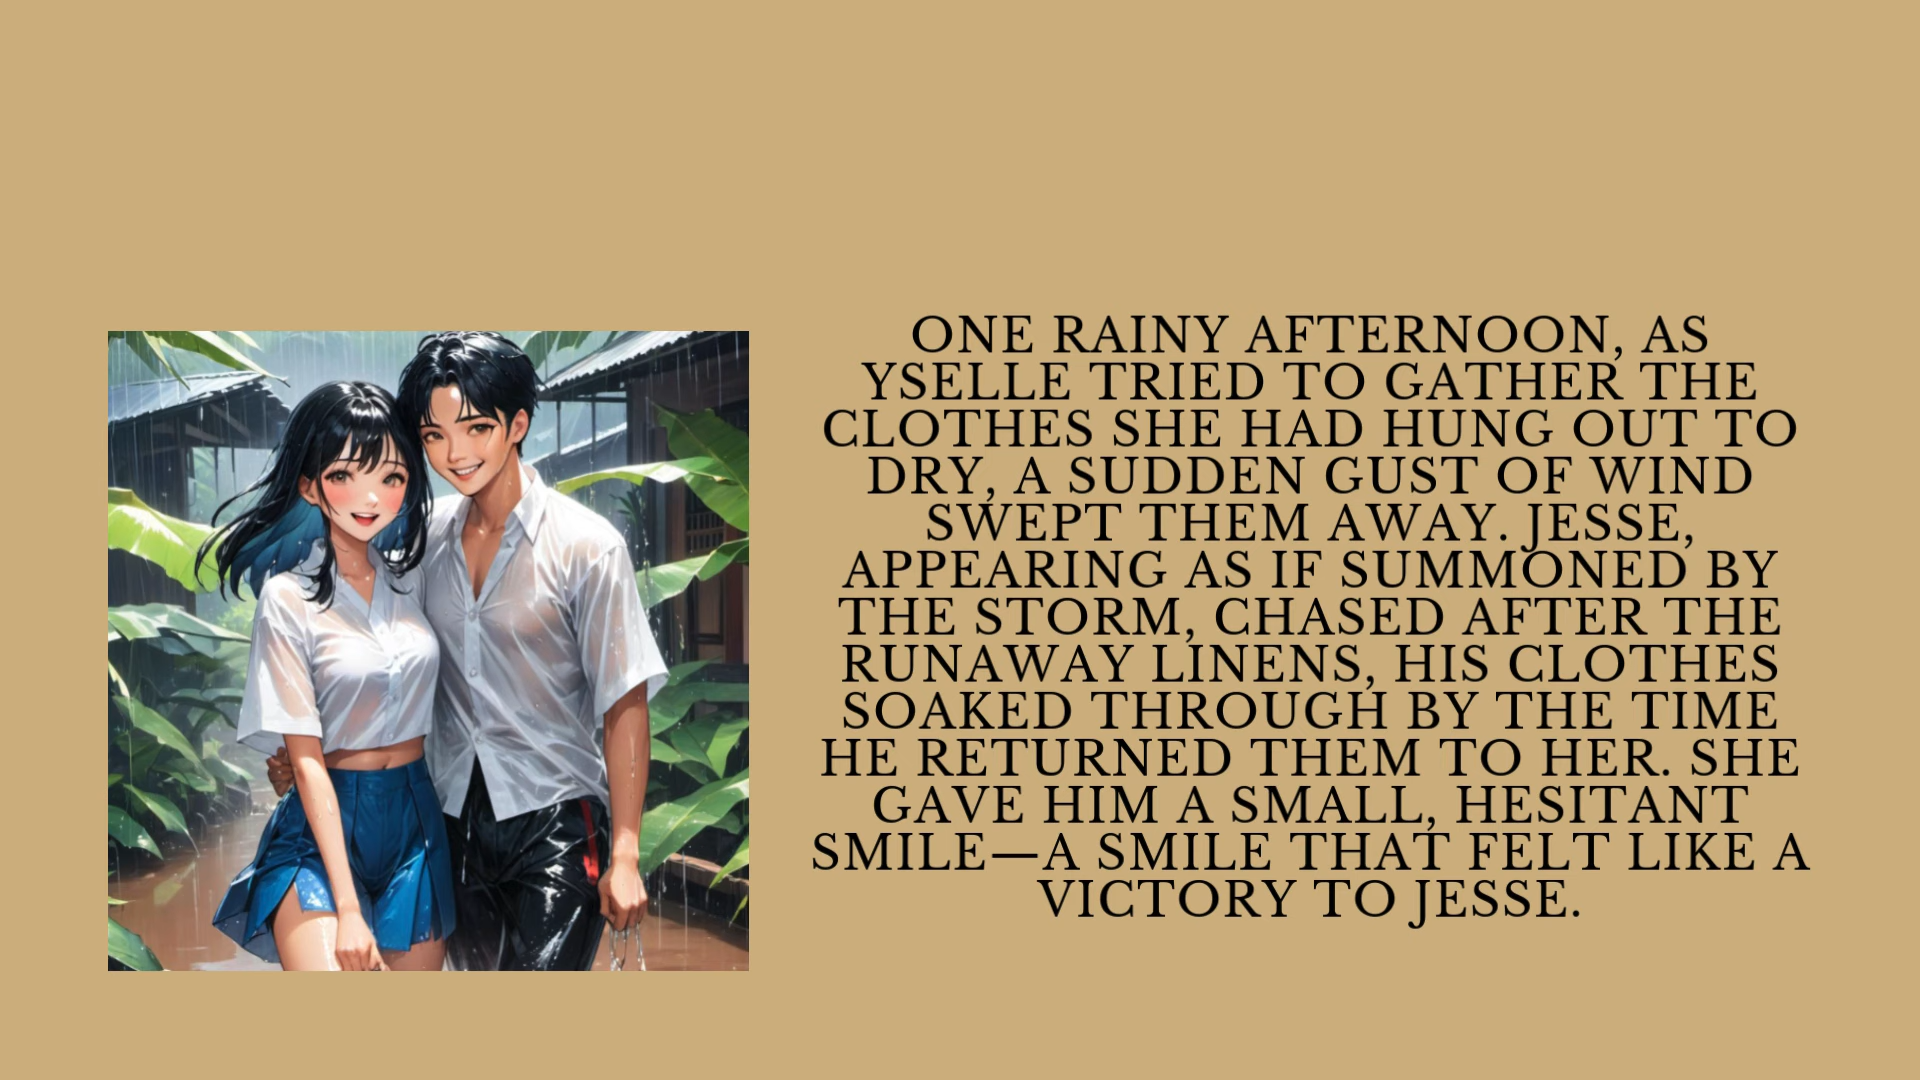 ONE RAINY AFTERNOON, AS
YSELLE TRIED TO GATHER THE
CLOTHES SHE HAD HUNG OUT TO
DRY, A SUDDEN GUST OF WIND
SWEPT THEM AWAY. JESSE,
APPEARING AS IF SUMMONED BY
THE STORM, CHASED AFTER THE
RUNAWAY LINENS, HIS CLOTHES
SOAKED THROUGH BY THE TIME
HE RETURNED THEM TO HER. SHE
GAVE HIM A SMALL, HESITANT
SMILE—A SMILE THAT FELT LIKE A
VICTORY TO JESSE.